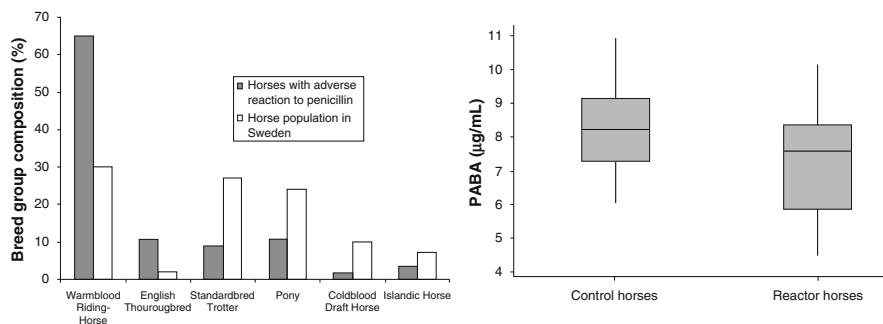 Breed group composition (%)
70
60
50
40
30
20
10
0
Horses with adverse
reaction to penicillin
Horse population in
Sweden
Warmblood
Riding-
Horse
English
Thourougbred
Standardbred
Trotter
Pony
Coldblood
Draft Horse
Islandic Horse
PABA (µg/mL)
11
10
9
8
7
6
5
4
Control horses
Reactor horses